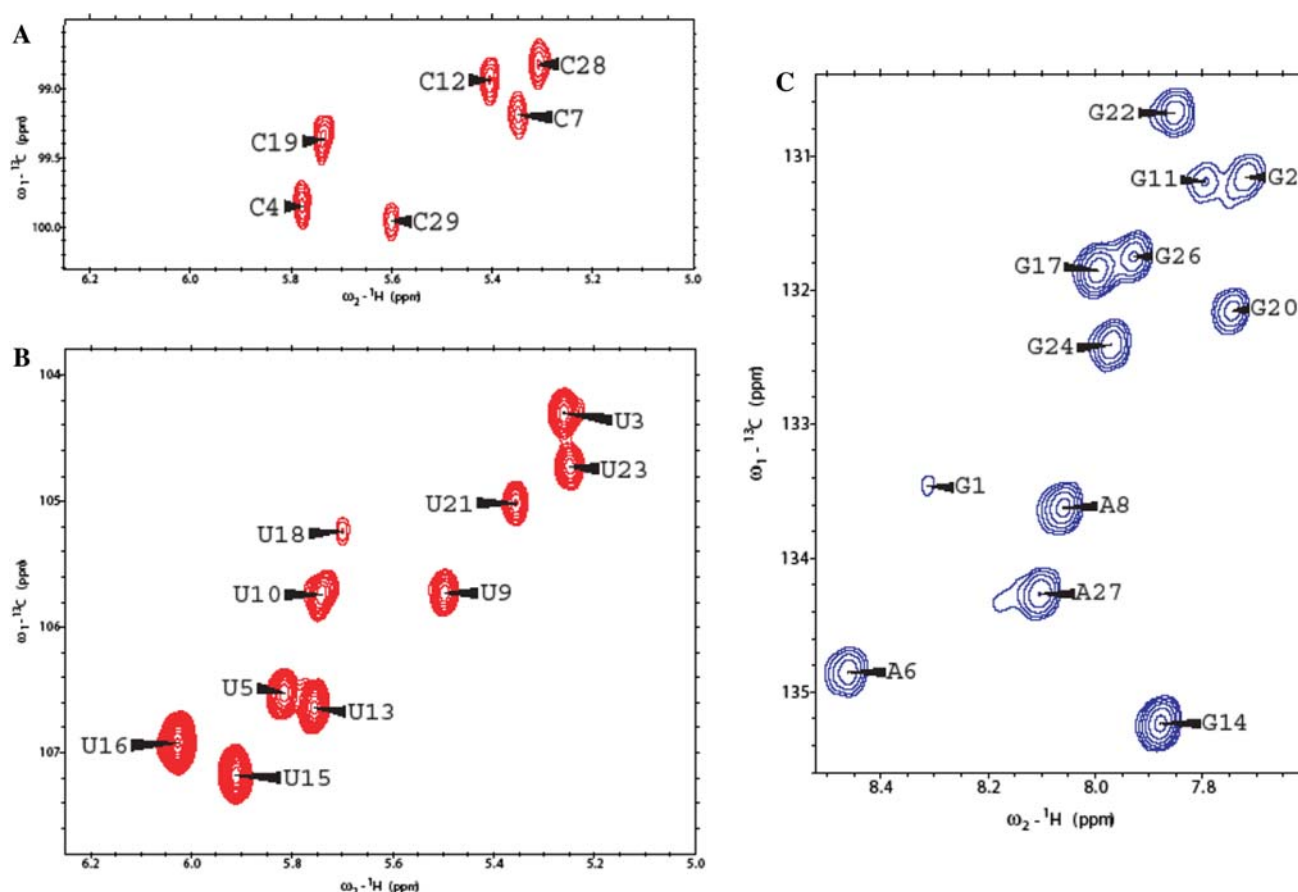 A
C12
C28
C7
C19
C4
C29
99.0
99.5
100.0
ω1 - 13C (ppm)
6.2 6.0 5.8 5.6 5.4 5.2 5.0
ω2 - 1H (ppm)
B
U3
U23
U21
U18
U10
U9
U5
U13
U16
U15
104
105
106
107
ω1 - 13C (ppm)
6.2 6.0 5.8 5.6 5.4 5.2 5.0
ω2 - 1H (ppm)
C
G22
G11
G2
G17
G26
G20
G24
G1
A8
A27
A6
G14
131
132
133
134
135
ω1 - 13C (ppm)
8.4 8.2 8.0 7.8
ω2 - 1H (ppm)